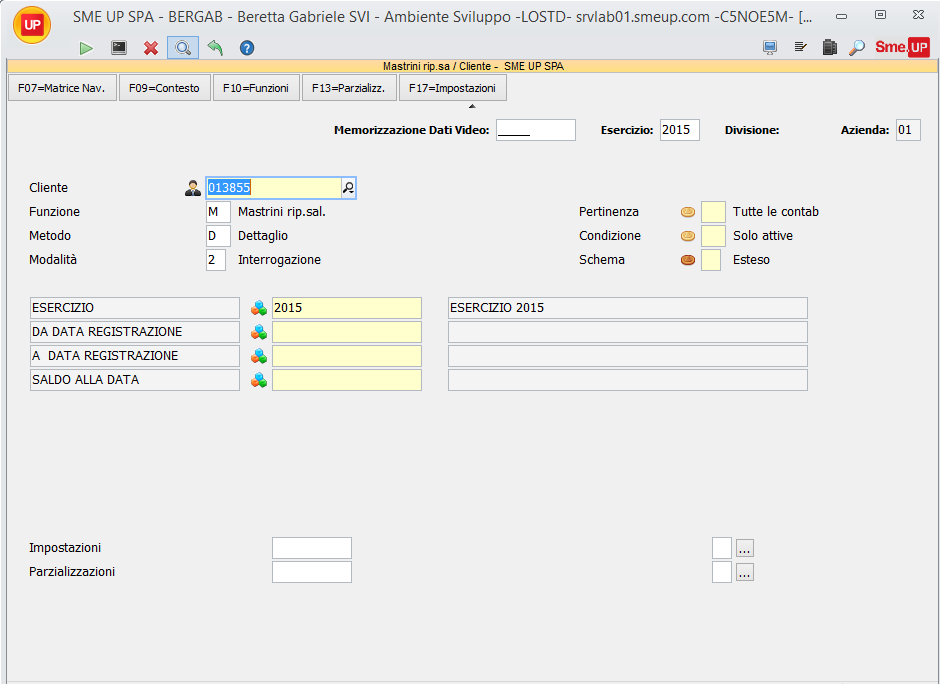 UP
SME UP SPA - BERGAB - Beretta Gabriele SVI - Ambiente Sviluppo -LOSTD- srvlab01.smeup.com -C5NOE5M- [...
Sme.UP
Mastrini rip.sa / Cliente - SME UP SPA
F07=Matrice Nav. F09=Contesto F10=Funzioni F13=Parzializz. F17=Impostazioni
Memorizzazione Dati Video: Esercizio: 2015 Divisione: Azienda: 01
Cliente 013855
Funzione M Mastrini rip.sal. Pertinenza Tutte le contab
Metodo D Dettaglio Condizione Solo attive
Modalità 2 Interrogazione Schema Esteso
ESERCIZIO 2015 ESERCIZIO 2015
DA DATA REGISTRAZIONE
A DATA REGISTRAZIONE
SALDO ALLA DATA
Impostazioni ...
Parzializzazioni ...